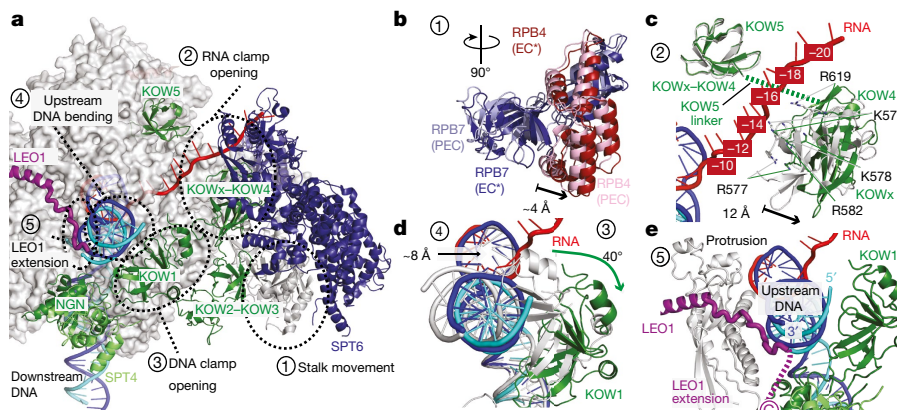 a
② RNA clamp
opening
KOW5
④
Upstream
DNA bending
LEO1
KOWx–KOW4
⑤
LEO1
extension
KOW1
NGN
KOW2–KOW3
SPT6
SPT4
Downstream
DNA
③ DNA clamp
opening
① Stalk movement
b
①
90°
RPB4
(EC*)
RPB7
(PEC)
RPB7
(EC*)
RPB4
(PEC)
~4 Å
c
②
KOW5
RNA
–20
–18
R619
KOWx–KOW4
–16
KOW4
KOW5
linker
–14
K57
–12
–10
K578
R577
KOWx
12 Å
R582
d
④
③
RNA
~8 Å
40°
KOW1
e
⑤
Protrusion
RNA
KOW1
Upstream
DNA
5′
LEO1
3′
LEO1
extension
C